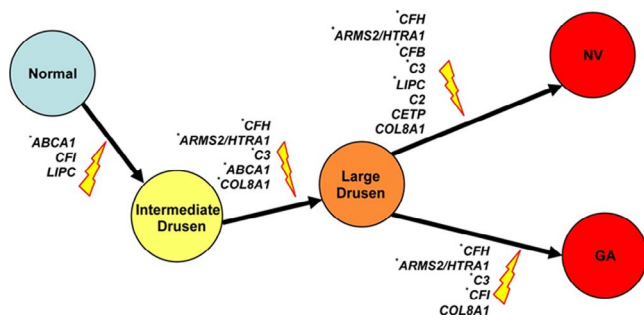 Normal
*ABCA1
CFI
LIPC
Intermediate
Drusen
*CFH
*ARMS2/HTRA1
*C3
*ABCA1
*COL8A1
Large
Drusen
*CFH
*ARMS2/HTRA1
*CFB
*C3
*LIPC
C2
CETP
COL8A1
NV
*CFH
*ARMS2/HTRA1
*C3
*CFI
COL8A1
GA